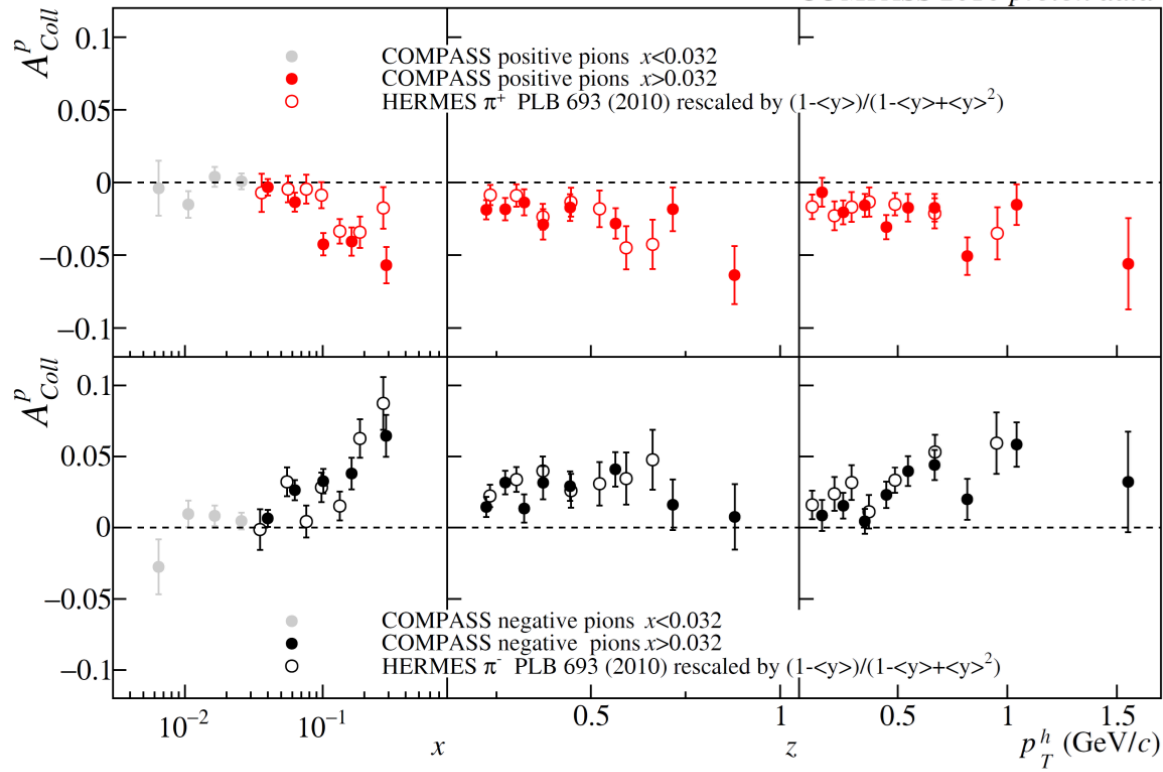 A^p_Coll
0.1
0.05
0
−0.05
−0.1
COMPASS positive pions x<0.032
COMPASS positive pions x>0.032
HERMES π⁺ PLB 693 (2010) rescaled by (1-<y>)/(1-<y>+<y>²)
A^p_Coll
0.1
0.05
0
−0.05
−0.1
COMPASS negative pions x<0.032
COMPASS negative pions x>0.032
HERMES π⁻ PLB 693 (2010) rescaled by (1-<y>)/(1-<y>+<y>²)
10⁻² 10⁻¹ 0.5 1 0.5 1 1.5
x z p^h_T (GeV/c)